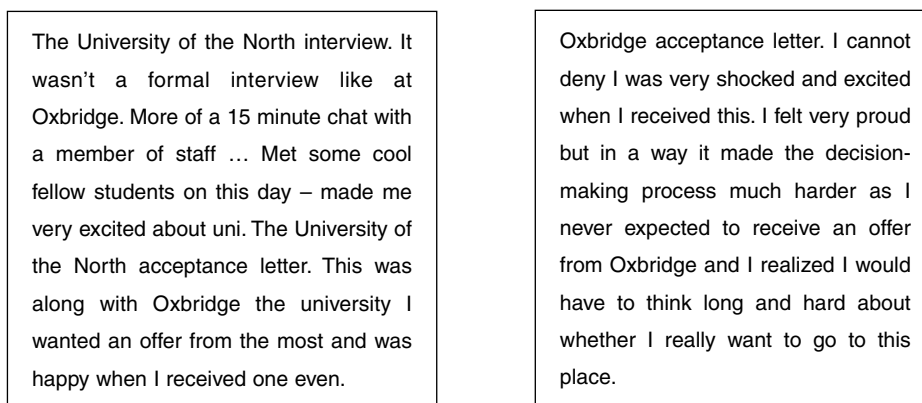 The University of the North interview. It
wasn't a formal interview like at
Oxbridge. More of a 15 minute chat with
a member of staff … Met some cool
fellow students on this day – made me
very excited about uni. The University of
the North acceptance letter. This was
along with Oxbridge the university I
wanted an offer from the most and was
happy when I received one even.
Oxbridge acceptance letter. I cannot
deny I was very shocked and excited
when I received this. I felt very proud
but in a way it made the decision-
making process much harder as I
never expected to receive an offer
from Oxbridge and I realized I would
have to think long and hard about
whether I really want to go to this
place.